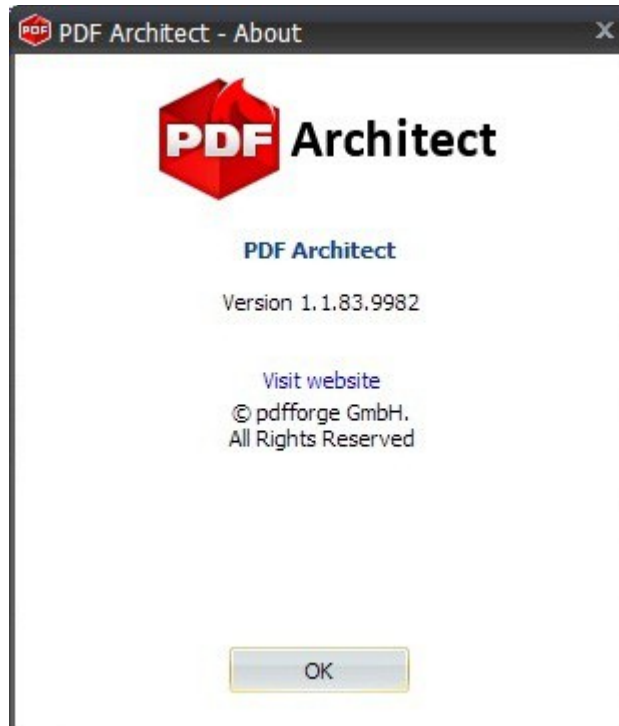 PDF PDF Architect - About x
PDF Architect
PDF Architect
Version 1.1.83.9982
Visit website
© pdfforge GmbH.
All Rights Reserved
OK